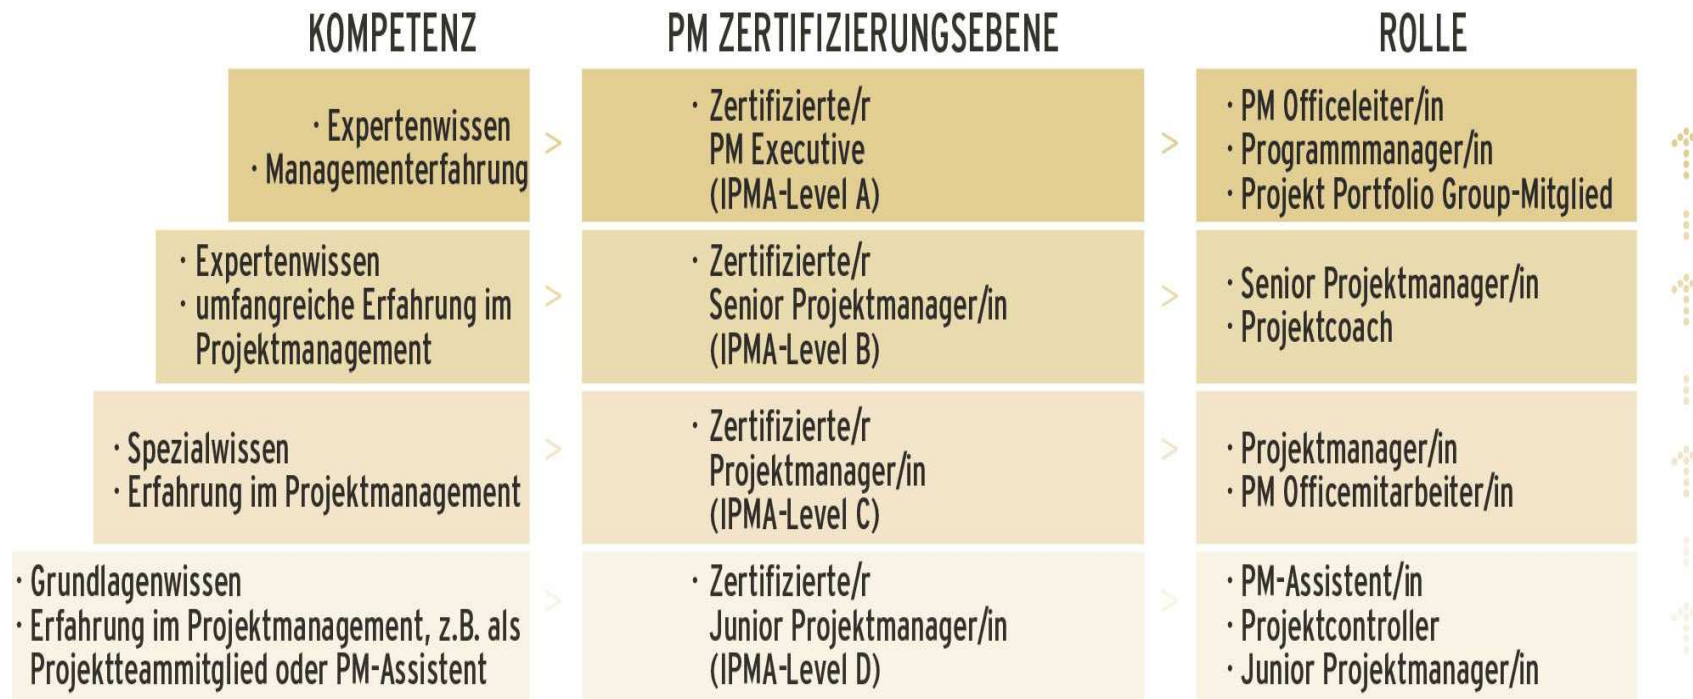 KOMPETENZ
PM ZERTIFIZIERUNGSEBENE
ROLLE
· Expertenwissen
· Managementerfahrung
>
· Zertifizierte/r
PM Executive
(IPMA-Level A)
>
· PM Officeleiter/in
· Programmmanager/in
· Projekt Portfolio Group-Mitglied
· Expertenwissen
· umfangreiche Erfahrung im
Projektmanagement
>
· Zertifizierte/r
Senior Projektmanager/in
(IPMA-Level B)
>
· Senior Projektmanager/in
· Projektcoach
· Spezialwissen
· Erfahrung im Projektmanagement
>
· Zertifizierte/r
Projektmanager/in
(IPMA-Level C)
>
· Projektmanager/in
· PM Officemitarbeiter/in
· Grundlagenwissen
· Erfahrung im Projektmanagement, z.B. als
Projektteammitglied oder PM-Assistent
>
· Zertifizierte/r
Junior Projektmanager/in
(IPMA-Level D)
>
· PM-Assistent/in
· Projektcontroller
· Junior Projektmanager/in